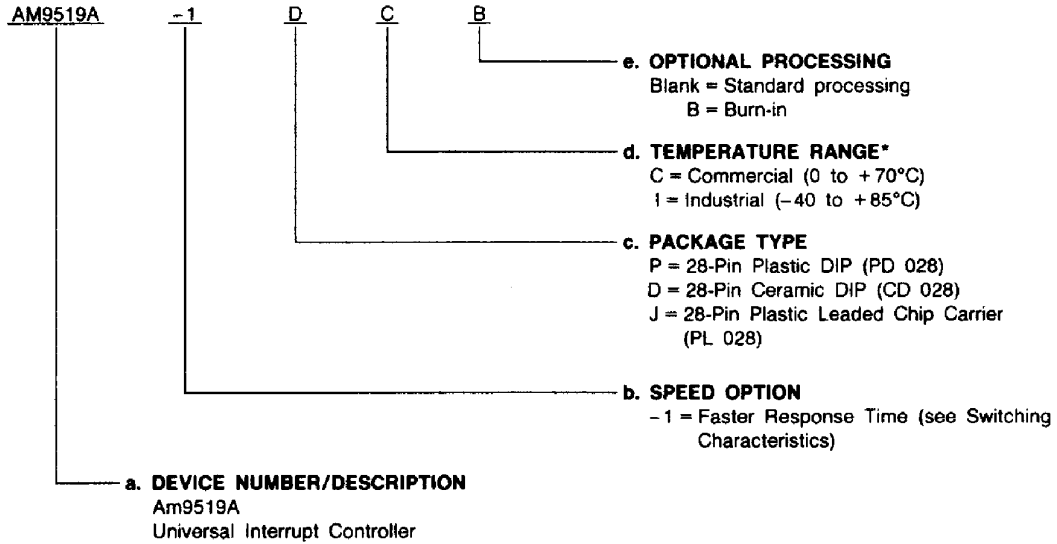 AM9519A -1 D C B
e. OPTIONAL PROCESSING
Blank = Standard processing
B = Burn-in
d. TEMPERATURE RANGE*
C = Commercial (0 to +70°C)
I = Industrial (-40 to +85°C)
c. PACKAGE TYPE
P = 28-Pin Plastic DIP (PD 028)
D = 28-Pin Ceramic DIP (CD 028)
J = 28-Pin Plastic Leaded Chip Carrier
(PL 028)
b. SPEED OPTION
-1 = Faster Response Time (see Switching
Characteristics)
a. DEVICE NUMBER/DESCRIPTION
Am9519A
Universal Interrupt Controller